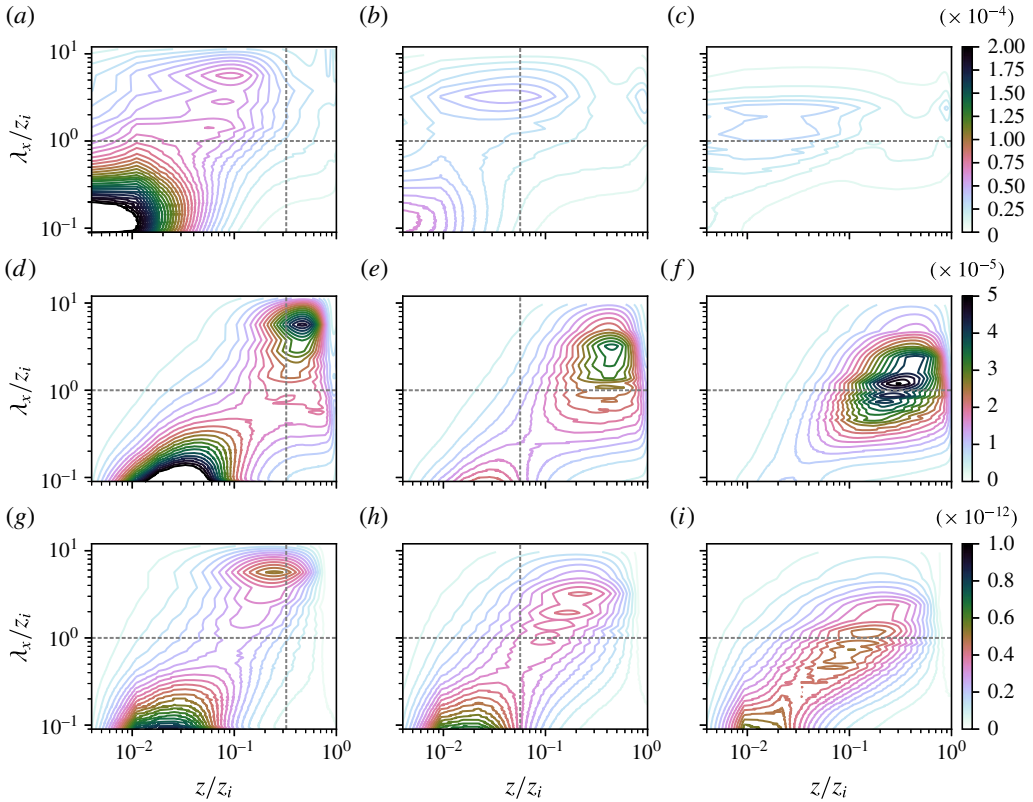 (a) (b) (c) (× 10⁻⁴)
10¹ 2.00
1.75
1.50
λₓ/zᵢ 10⁰ 1.25
1.00
0.75
0.50
10⁻¹ 0.25
0
(d) (e) (f) (× 10⁻⁵)
10¹ 5
4
λₓ/zᵢ 10⁰ 3
2
1
10⁻¹ 0
(g) (h) (i) (× 10⁻¹²)
10¹ 1.0
0.8
λₓ/zᵢ 10⁰ 0.6
0.4
0.2
10⁻¹ 0
10⁻² 10⁻¹ 10⁰ 10⁻² 10⁻¹ 10⁰ 10⁻² 10⁻¹ 10⁰
z/zᵢ z/zᵢ z/zᵢ